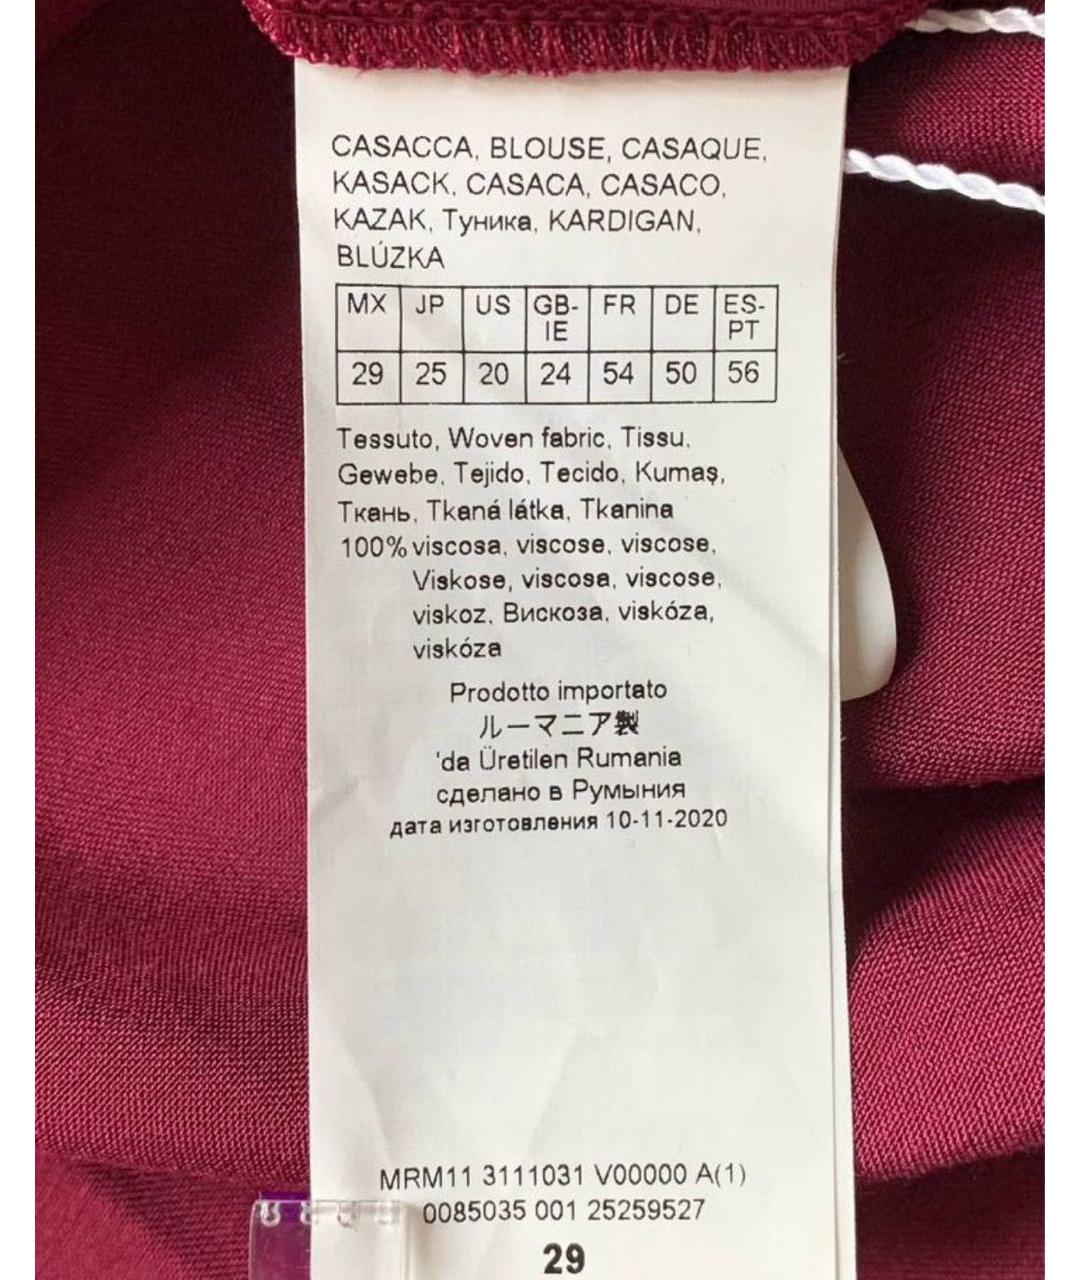 CASACCA, BLOUSE, CASAQUE,
KASACK, CASACA, CASACO,
KAZAK, Туника, KARDIGAN,
BLÚZKA
MX JP US GB-IE FR DE ES-PT
29 25 20 24 54 50 56
Tessuto, Woven fabric, Tissu,
Gewebe, Tejido, Tecido, Kumaş,
Ткань, Tkaná látka, Tkanina
100% viscosa, viscose, viscose,
Viskose, viscosa, viscose,
viskoz, Вискоза, viskóza,
viskóza
Prodotto importato
ルーマニア製
'da Üretilen Rumania
сделано в Румыния
дата изготовления 10-11-2020
MRM11 3111031 V00000 A(1)
0085035 001 25259527
29